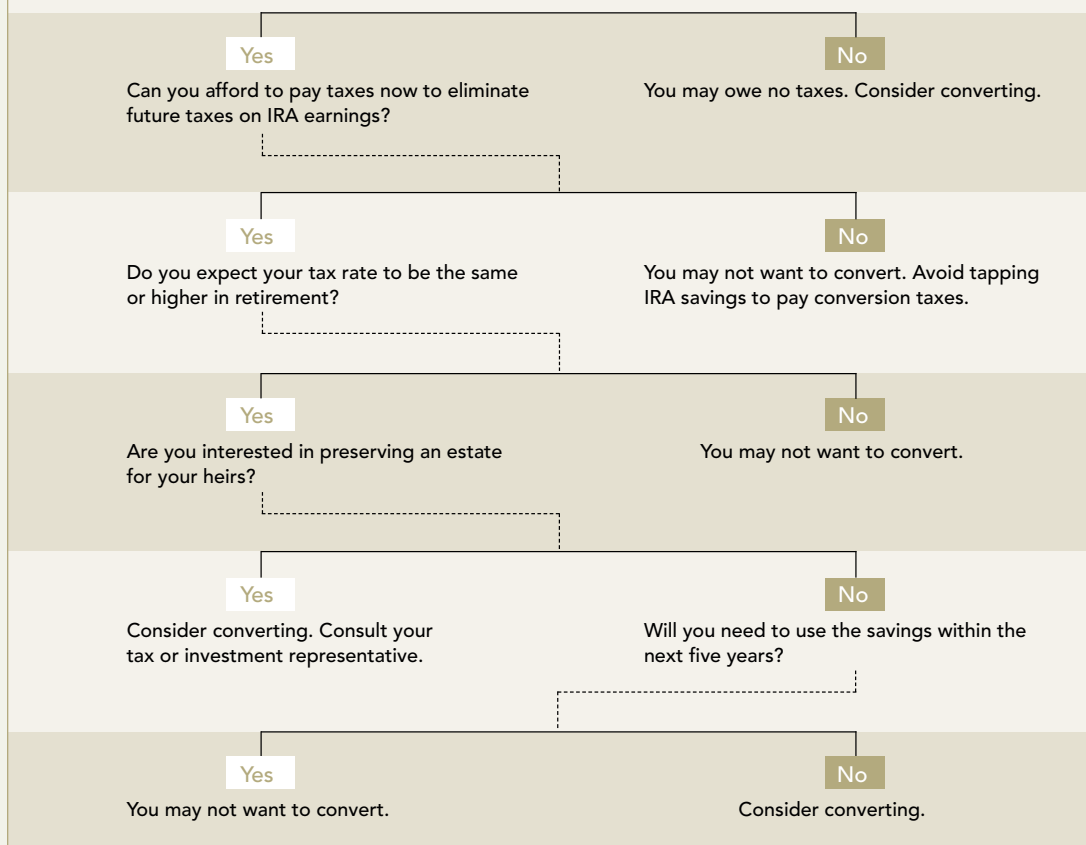 Yes
No
Can you afford to pay taxes now to eliminate
future taxes on IRA earnings?
You may owe no taxes. Consider converting.
Yes
No
Do you expect your tax rate to be the same
or higher in retirement?
You may not want to convert. Avoid tapping
IRA savings to pay conversion taxes.
Yes
No
Are you interested in preserving an estate
for your heirs?
You may not want to convert.
Yes
No
Consider converting. Consult your
tax or investment representative.
Will you need to use the savings within the
next five years?
Yes
No
You may not want to convert.
Consider converting.